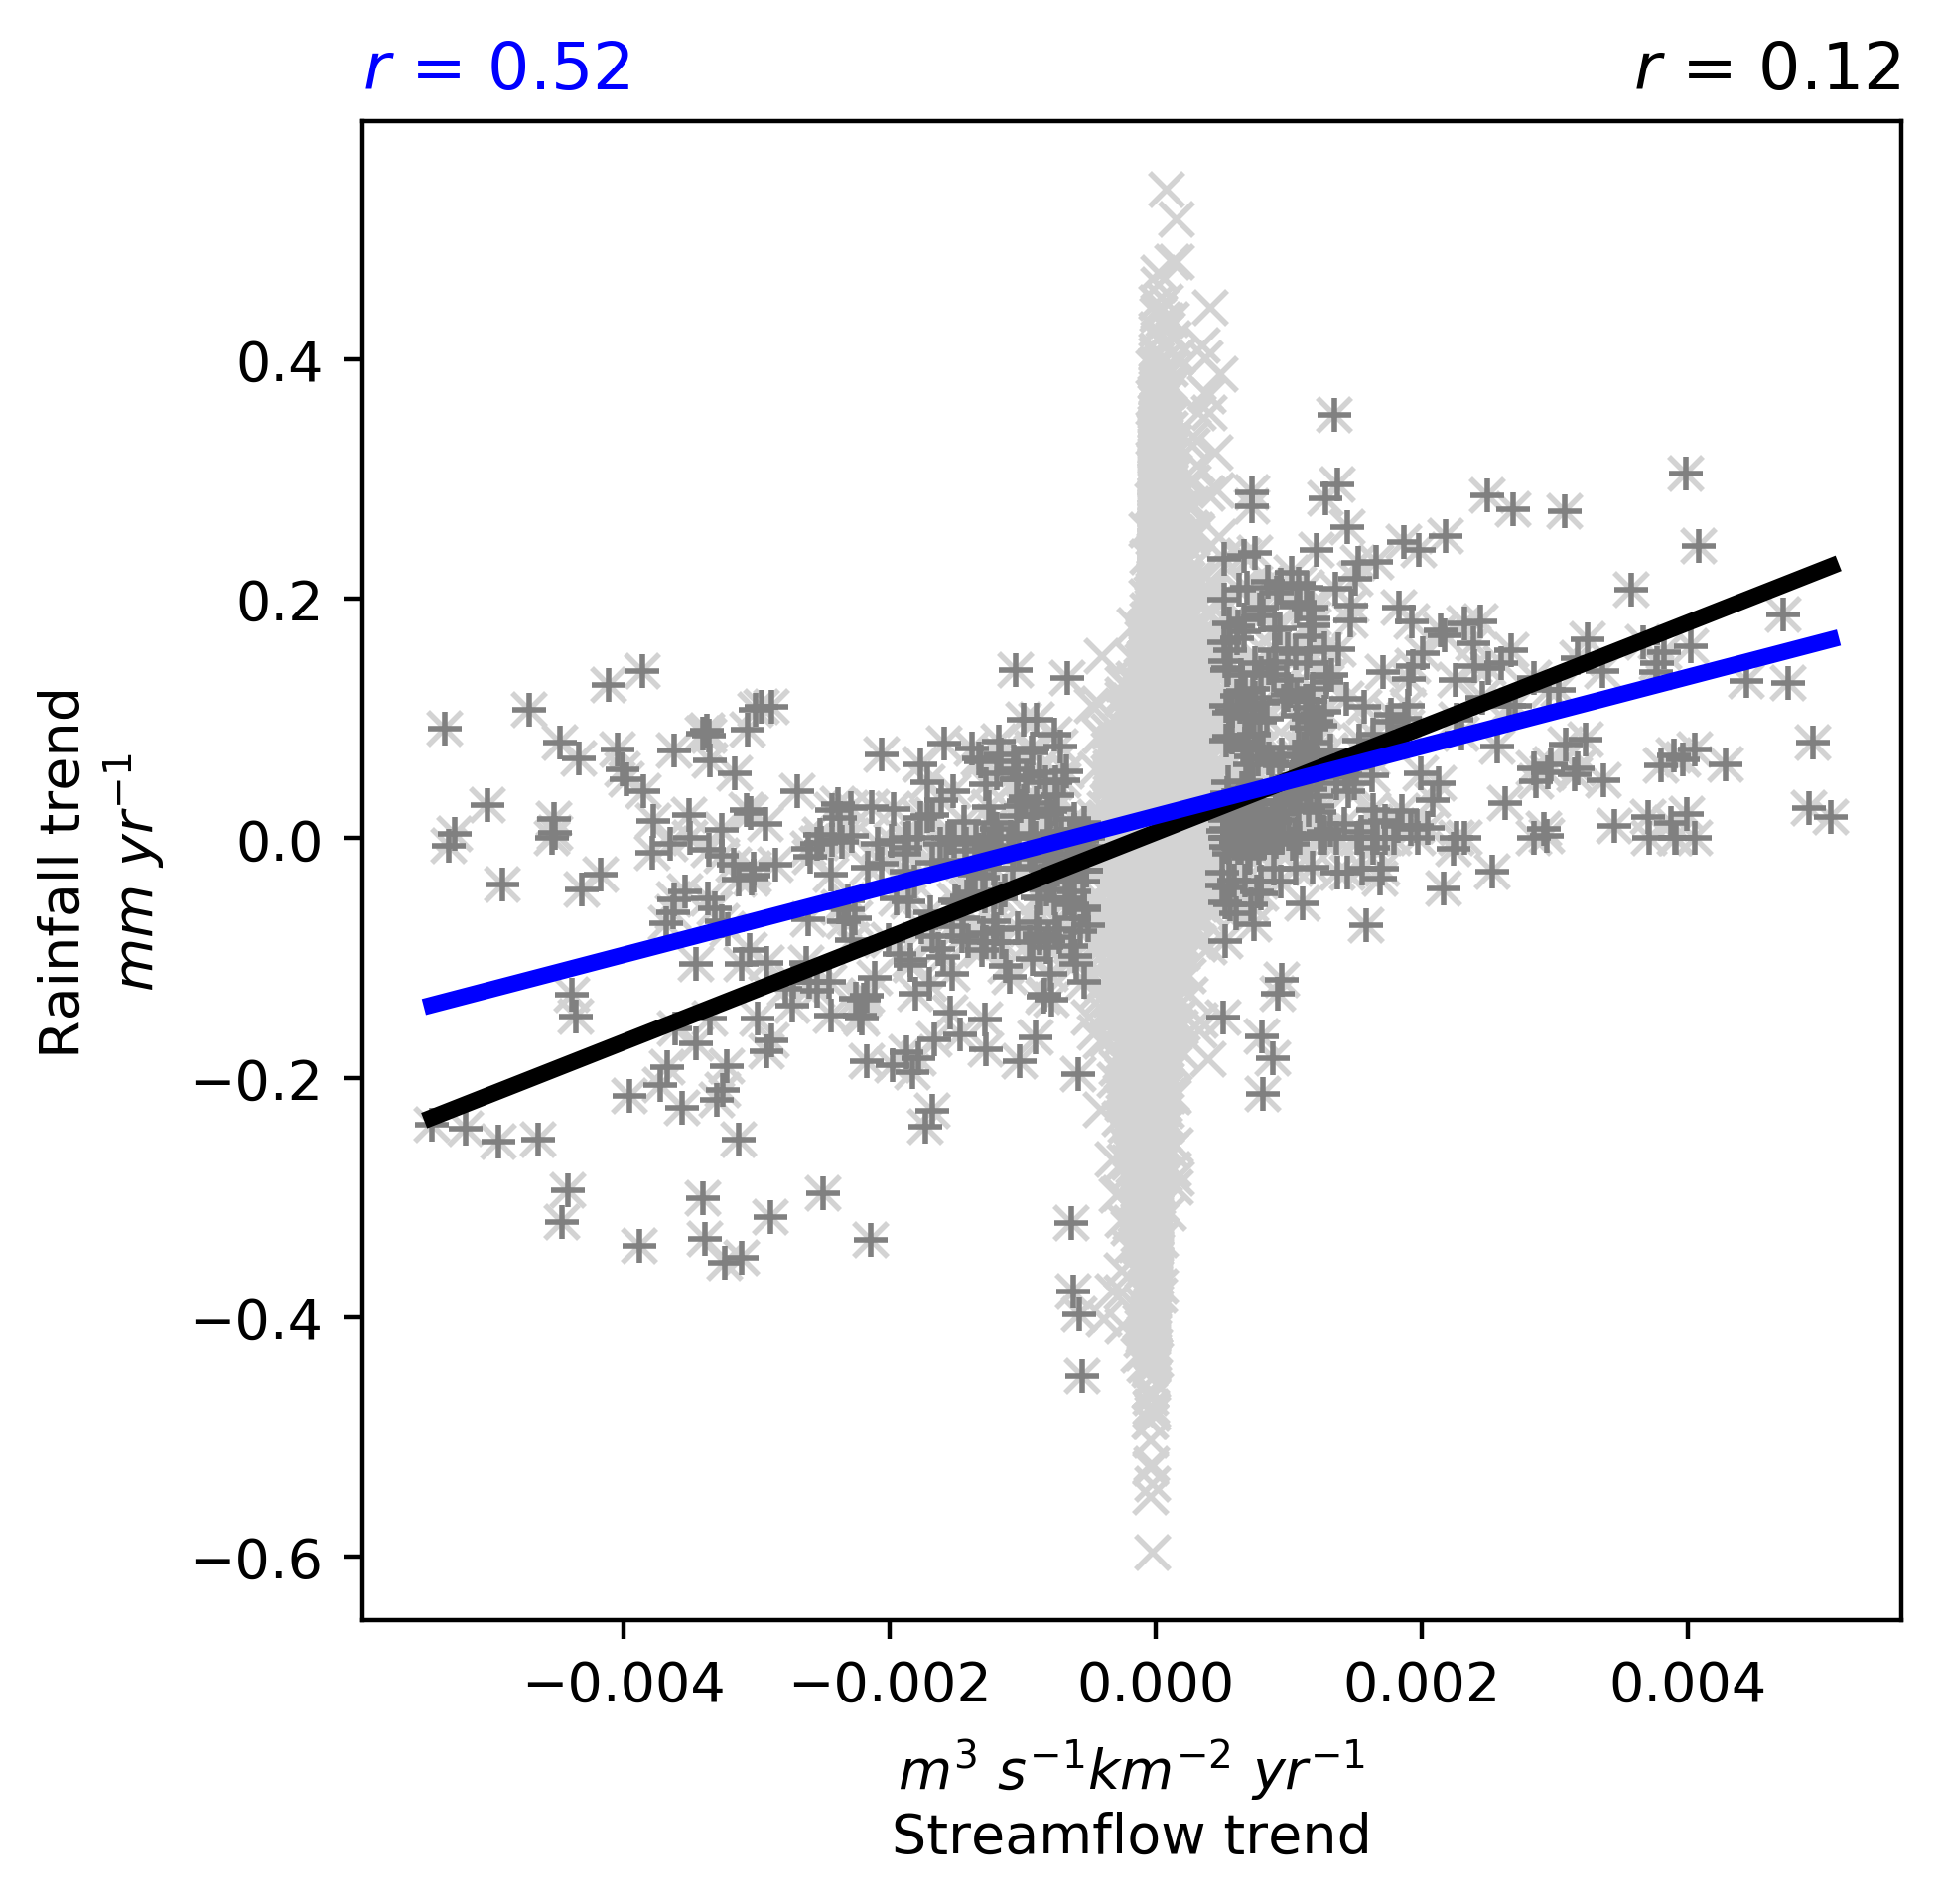 r = 0.52
r = 0.12
Rainfall trend
mm yr⁻¹
0.4
0.2
0.0
−0.2
−0.4
−0.6
−0.004
−0.002
0.000
0.002
0.004
m³ s⁻¹km⁻² yr⁻¹
Streamflow trend